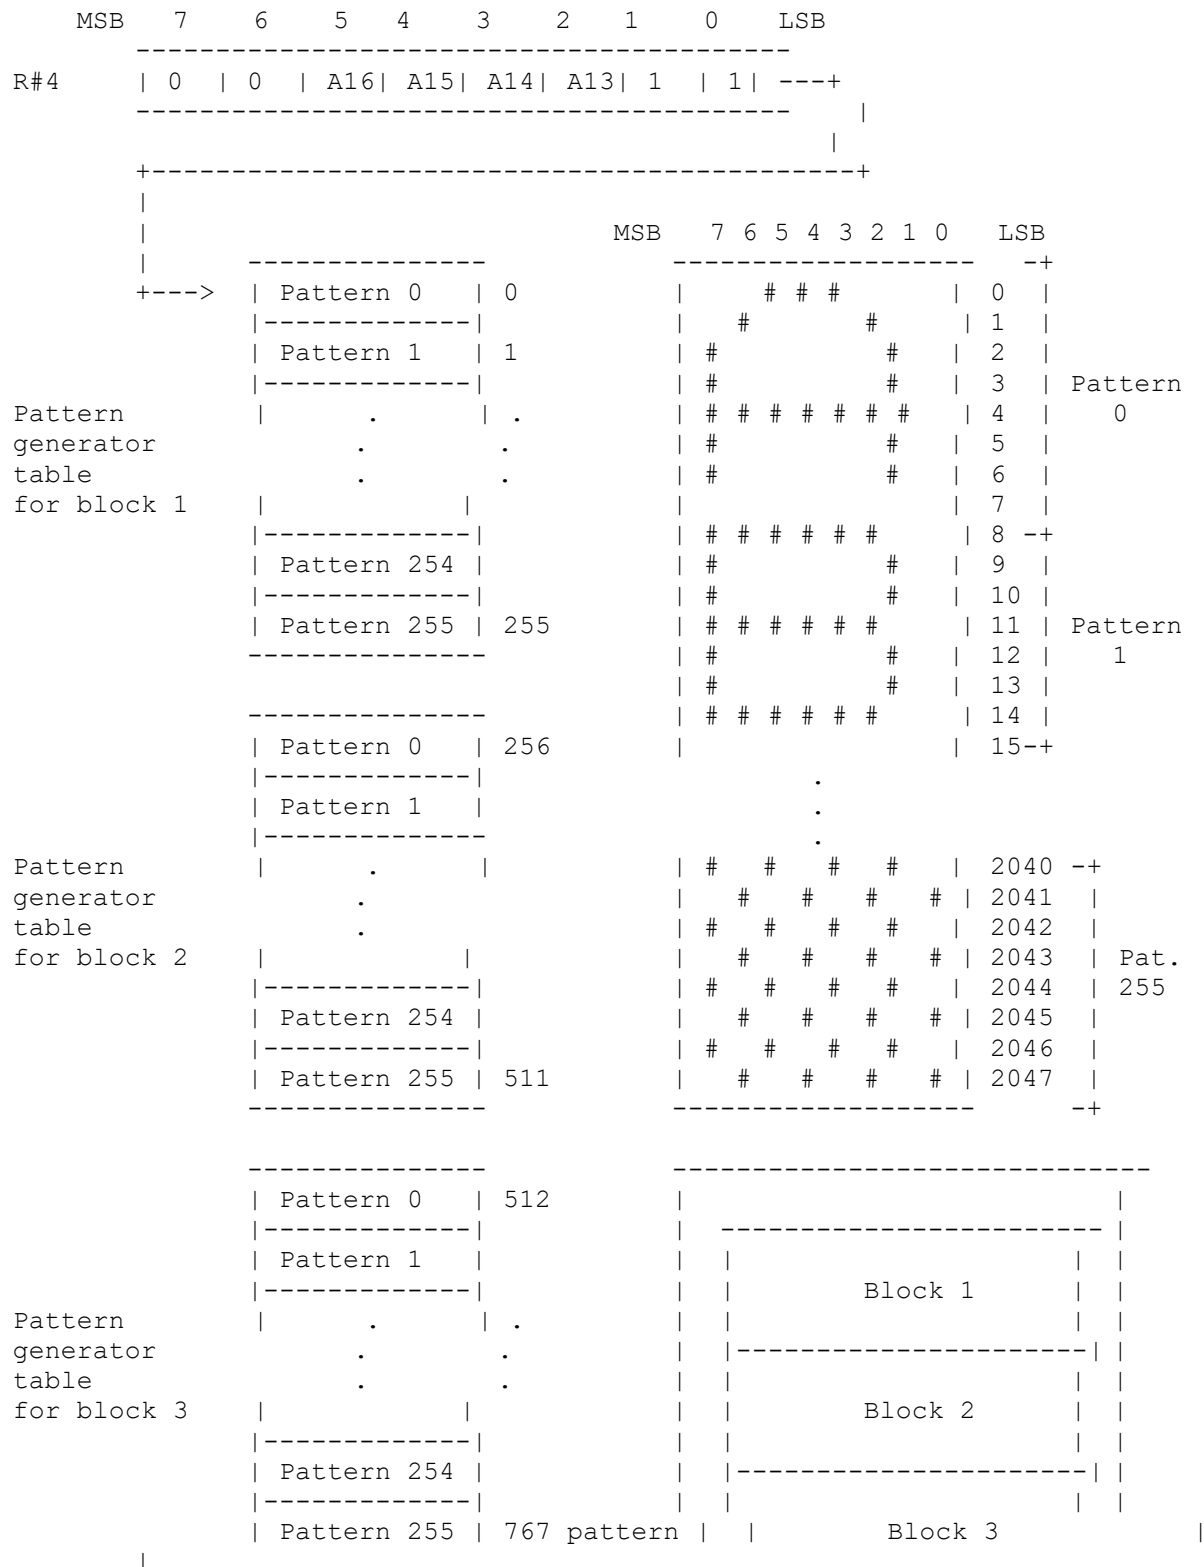 MSB    7    6    5   4    3    2   1    0    LSB
        -----------------------------------------
R#4     | 0  | 0  | A16| A15| A14| A13| 1  | 1| ---+
        -----------------------------------------    |
                                                   |
        +--------------------------------------------+
        |
        |                             MSB   7 6 5 4 3 2 1 0   LSB
        |      ---------------            -------------------   -+
        +--->  | Pattern 0   | 0          |     # # #       | 0  |
               |-------------|            |   #       #     | 1  |
               | Pattern 1   | 1          | #           #   | 2  |
               |-------------|            | #           #   | 3  | Pattern
Pattern        |      .      | .          | # # # # # # #   | 4  |   0
generator             .        .          | #           #   | 5  |
table                 .        .          | #           #   | 6  |
for block 1    |            |             |                 | 7  |
               |-------------|            | # # # # # #     | 8 -+
               | Pattern 254 |            | #           #   | 9  |
               |-------------|            | #           #   | 10 |
               | Pattern 255 | 255        | # # # # # #     | 11 | Pattern
               ---------------            | #           #   | 12 |   1
                                          | #           #   | 13 |
               ---------------            | # # # # # #     | 14 |
               | Pattern 0   | 256        |                 | 15-+
               |-------------|                    .
               | Pattern 1   |                    .
               |--------------                    .
Pattern        |      .      |            | #   #   #   #   | 2040 -+
generator             .                   |   #   #   #   # | 2041  |
table                 .                   | #   #   #   #   | 2042  |
for block 2    |            |             |   #   #   #   # | 2043  | Pat.
               |-------------|            | #   #   #   #   | 2044  | 255
               | Pattern 254 |            |   #   #   #   # | 2045  |
               |-------------|            | #   #   #   #   | 2046  |
               | Pattern 255 | 511        |   #   #   #   # | 2047  |
               ---------------            -------------------      -+
               ---------------            ------------------------------
               | Pattern 0   | 512        |                           |
               |-------------|            |  ------------------------ |
               | Pattern 1   |            |  |                     |  |
               |-------------|            |  |        Block 1      |  |
Pattern        |      .      | .          |  |                     |  |
generator             .        .          |  |----------------------| |
table                 .        .          |  |                     |  |
for block 3    |            |             |  |        Block 2      |  |
               |-------------|            |  |                     |  |
               | Pattern 254 |            |  |----------------------| |
               |-------------|            |  |                     |  |
               | Pattern 255 | 767 pattern |  |        Block 3            |
        |